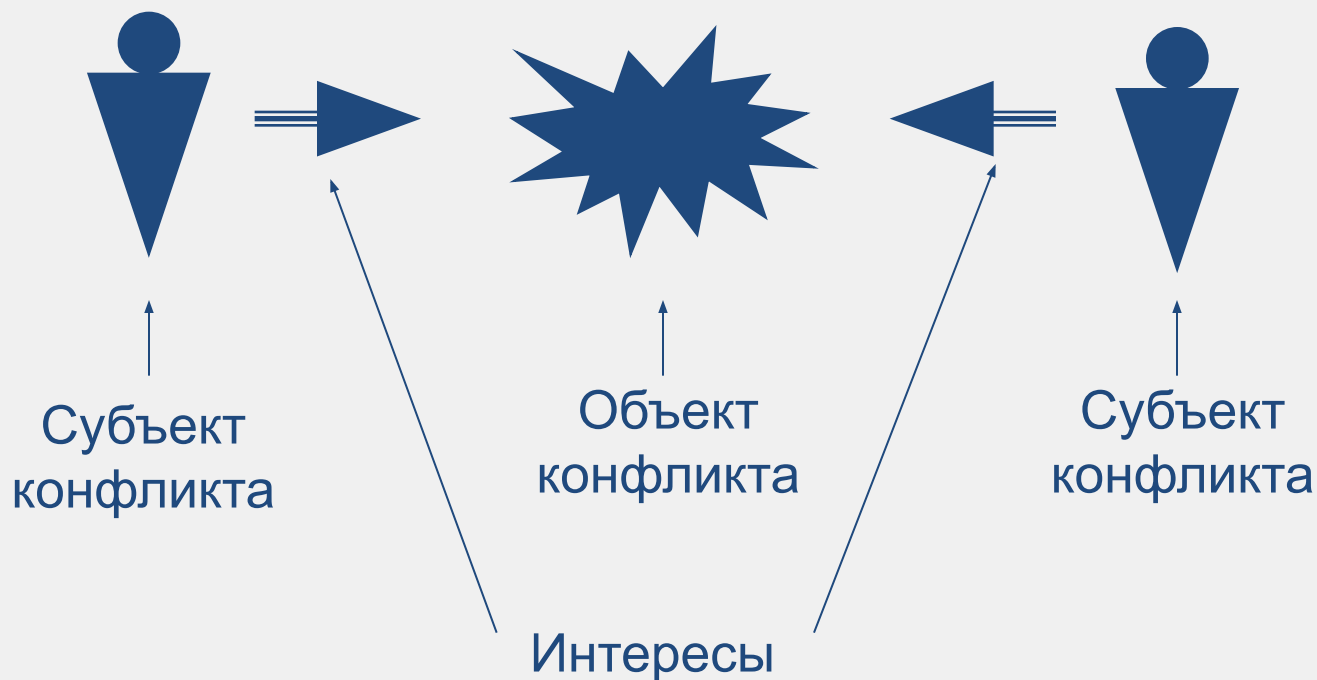 Субъект
конфликта
Объект
конфликта
Субъект
конфликта
Интересы